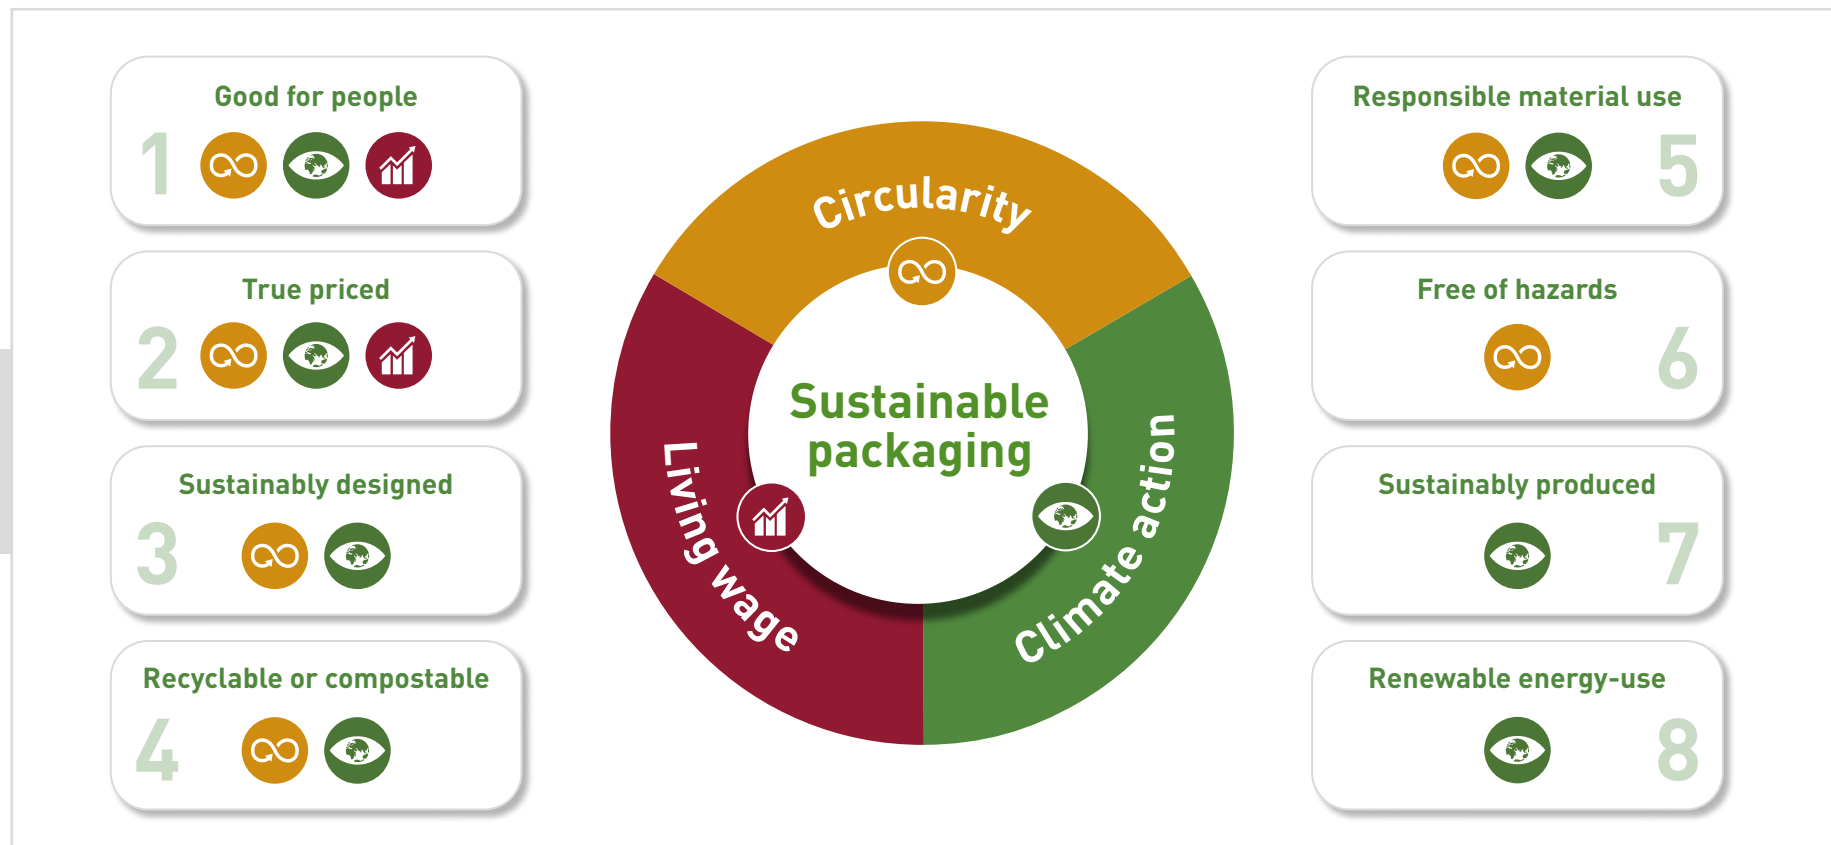 Good for people
1
True priced
2
Sustainably designed
3
Recyclable or compostable
4
Circularity
Sustainable
packaging
Living wage
Climate action
Responsible material use
5
Free of hazards
6
Sustainably produced
7
Renewable energy-use
8